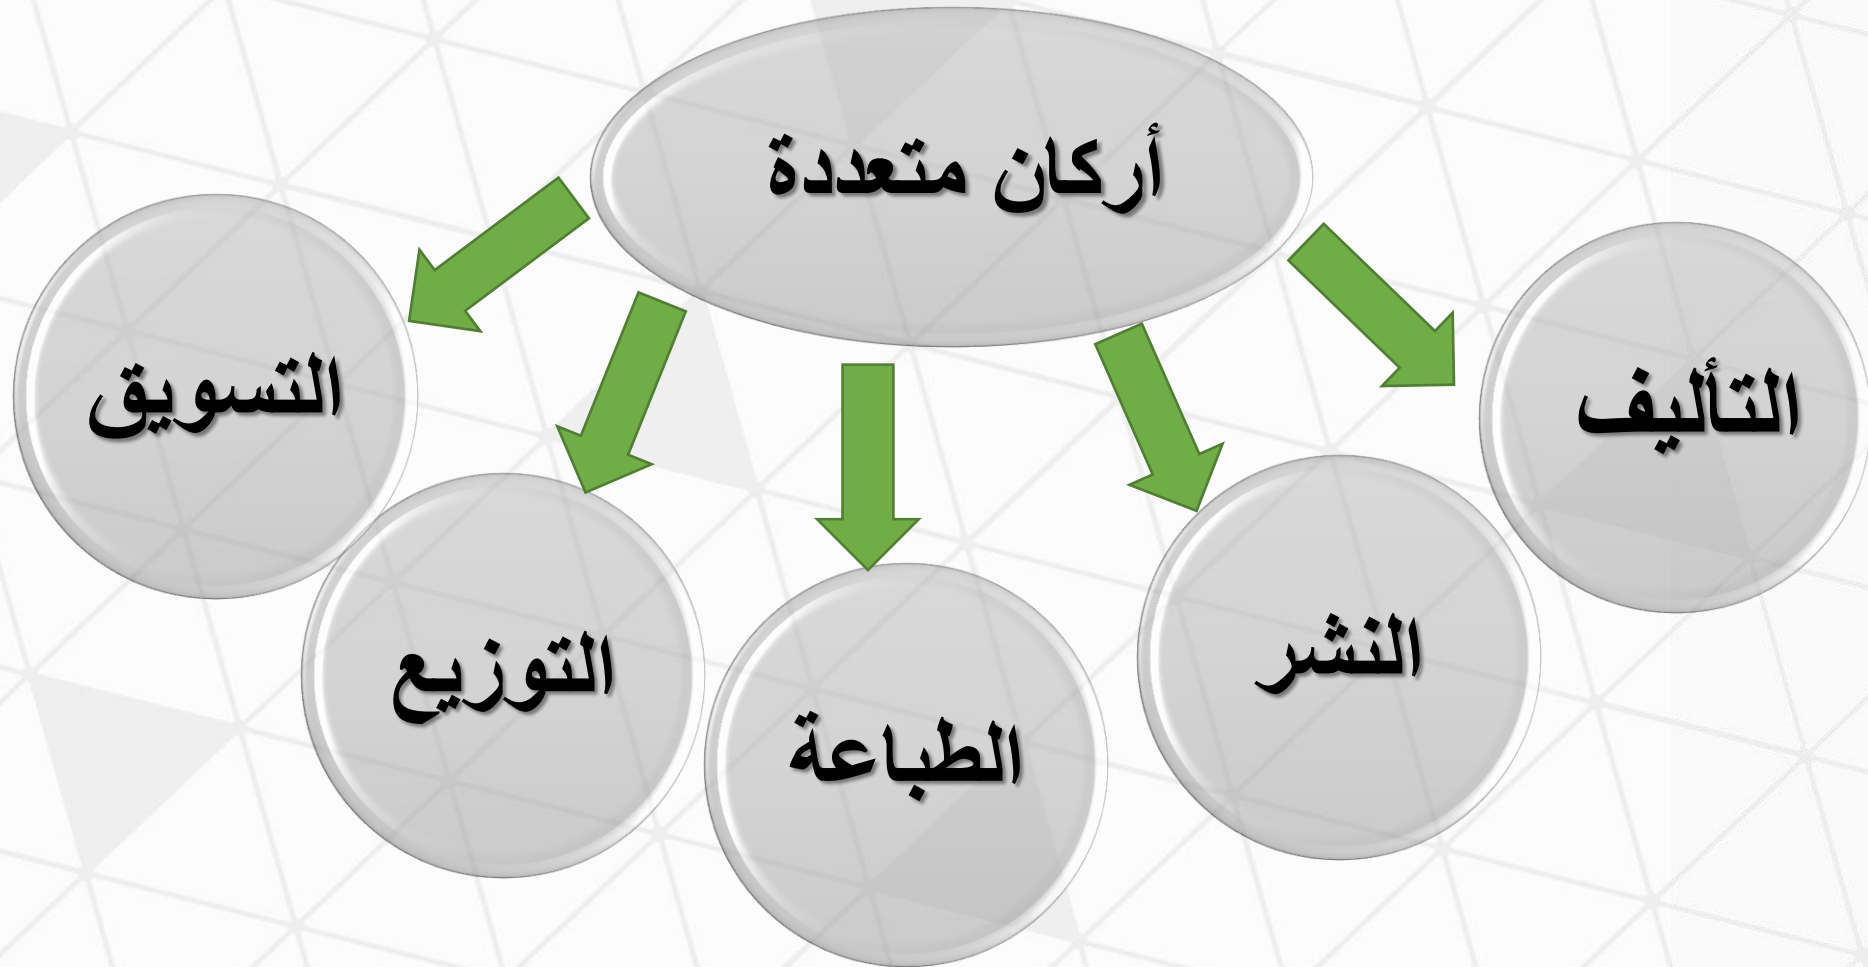 أركان متعددة
التأليف
النشر
الطباعة
التوزيع
التسويق